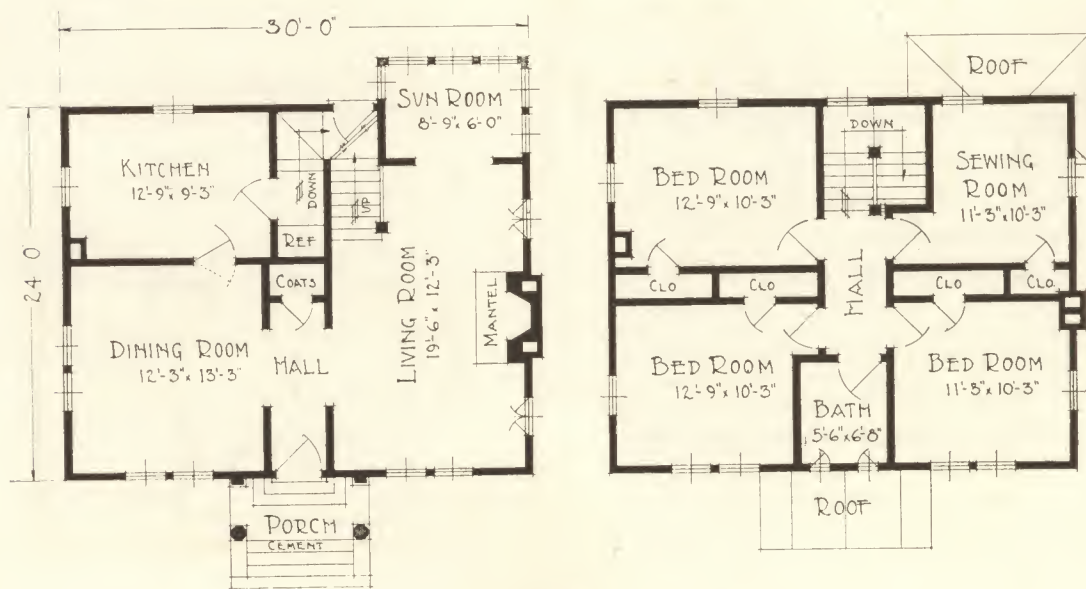 30'-0"
SUN ROOM
8'-9" x 6'-0"
KITCHEN
12'-9" x 9'-3"
DOWN
UP
REF
COATS
24 0
DINING ROOM
12'-3" x 13'-3"
HALL
LIVING ROOM
19'-6" x 12'-3"
MANTEL
PORCH
CEMENT
ROOF
DOWN
BED ROOM
12'-9" x 10'-3"
SEWING
ROOM
11'-3" x 10'-3"
CLO
CLO
HALL
CLO
CLO
BED ROOM
12'-9" x 10'-3"
BATH
5'-6" x 6'-8"
BED ROOM
11'-3" x 10'-3"
ROOF